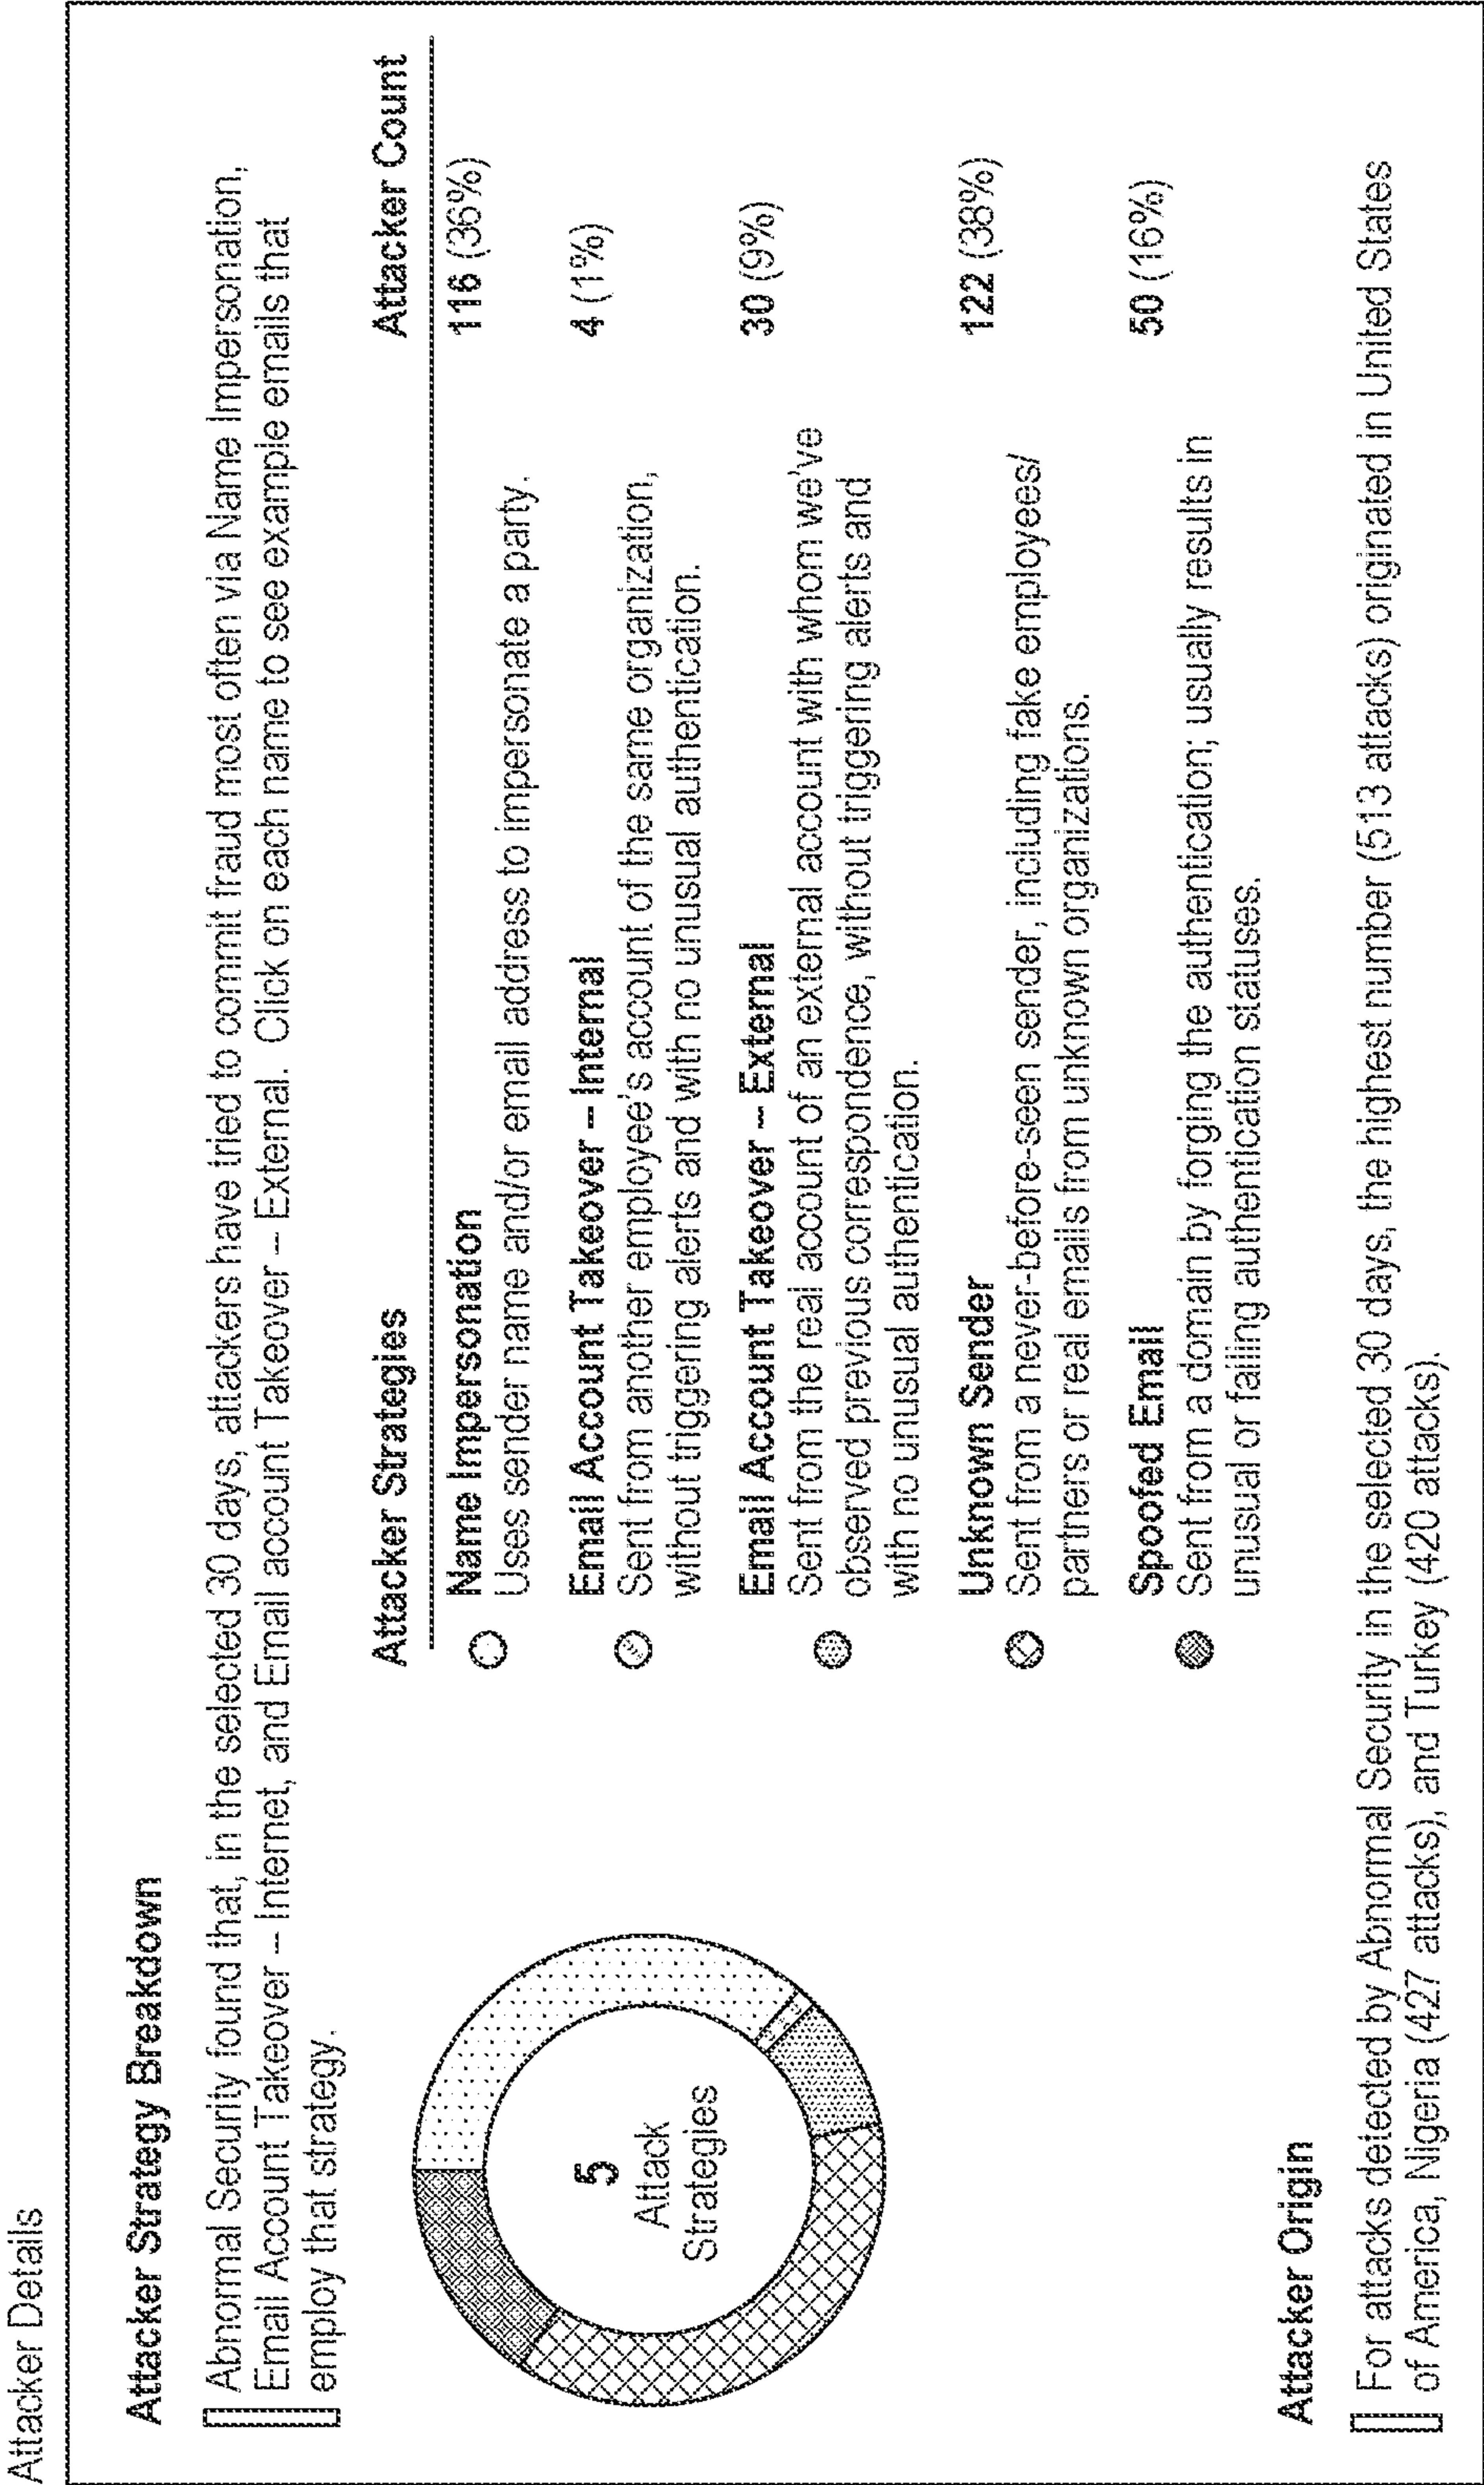 Attacker Details
Attacker Strategy Breakdown
Abnormal Security found that, in the selected 30 days, attackers have tried to commit fraud most often via Name Impersonation,
Email Account Takeover – Internet, and Email account Takeover – External. Click on each name to see example emails that
employ that strategy.
5
Attack
Strategies
Attacker Strategies
Attacker Count
Name Impersonation
116 (36%)
Uses sender name and/or email address to impersonate a party.
Email Account Takeover – Internal
4 (1%)
Sent from another employee's account of the same organization,
without triggering alerts and with no unusual authentication.
Email Account Takeover – External
30 (9%)
Sent from the real account of an external account with whom we've
observed previous correspondence, without triggering alerts and
with no unusual authentication.
Unknown Sender
122 (38%)
Sent from a never-before-seen sender, including fake employees/
partners or real emails from unknown organizations.
Spoofed Email
50 (16%)
Sent from a domain by forging the authentication; usually results in
unusual or failing authentication statuses.
Attacker Origin
For attacks detected by Abnormal Security in the selected 30 days, the highest number (513 attacks) originated in United States
of America, Nigeria (427 attacks), and Turkey (420 attacks).